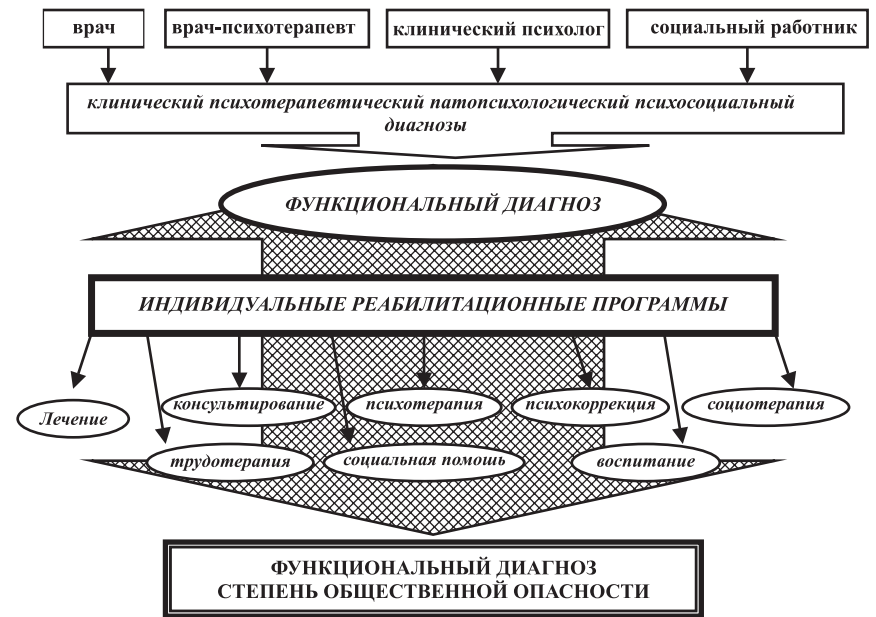 врач
врач-психотерапевт
клинический психолог
социальный работник
клинический психотерапевтический патопсихологический психосоциальный
диагнозы
ФУНКЦИОНАЛЬНЫЙ ДИАГНОЗ
ИНДИВИДУАЛЬНЫЕ РЕАБИЛИТАЦИОННЫЕ ПРОГРАММЫ
Лечение
консультирование
психотерапия
психокоррекция
социотерапия
трудотерапия
социальная помошь
воспитание
ФУНКЦИОНАЛЬНЫЙ ДИАГНОЗ
СТЕПЕНЬ ОБЩЕСТВЕННОЙ ОПАСНОСТИ